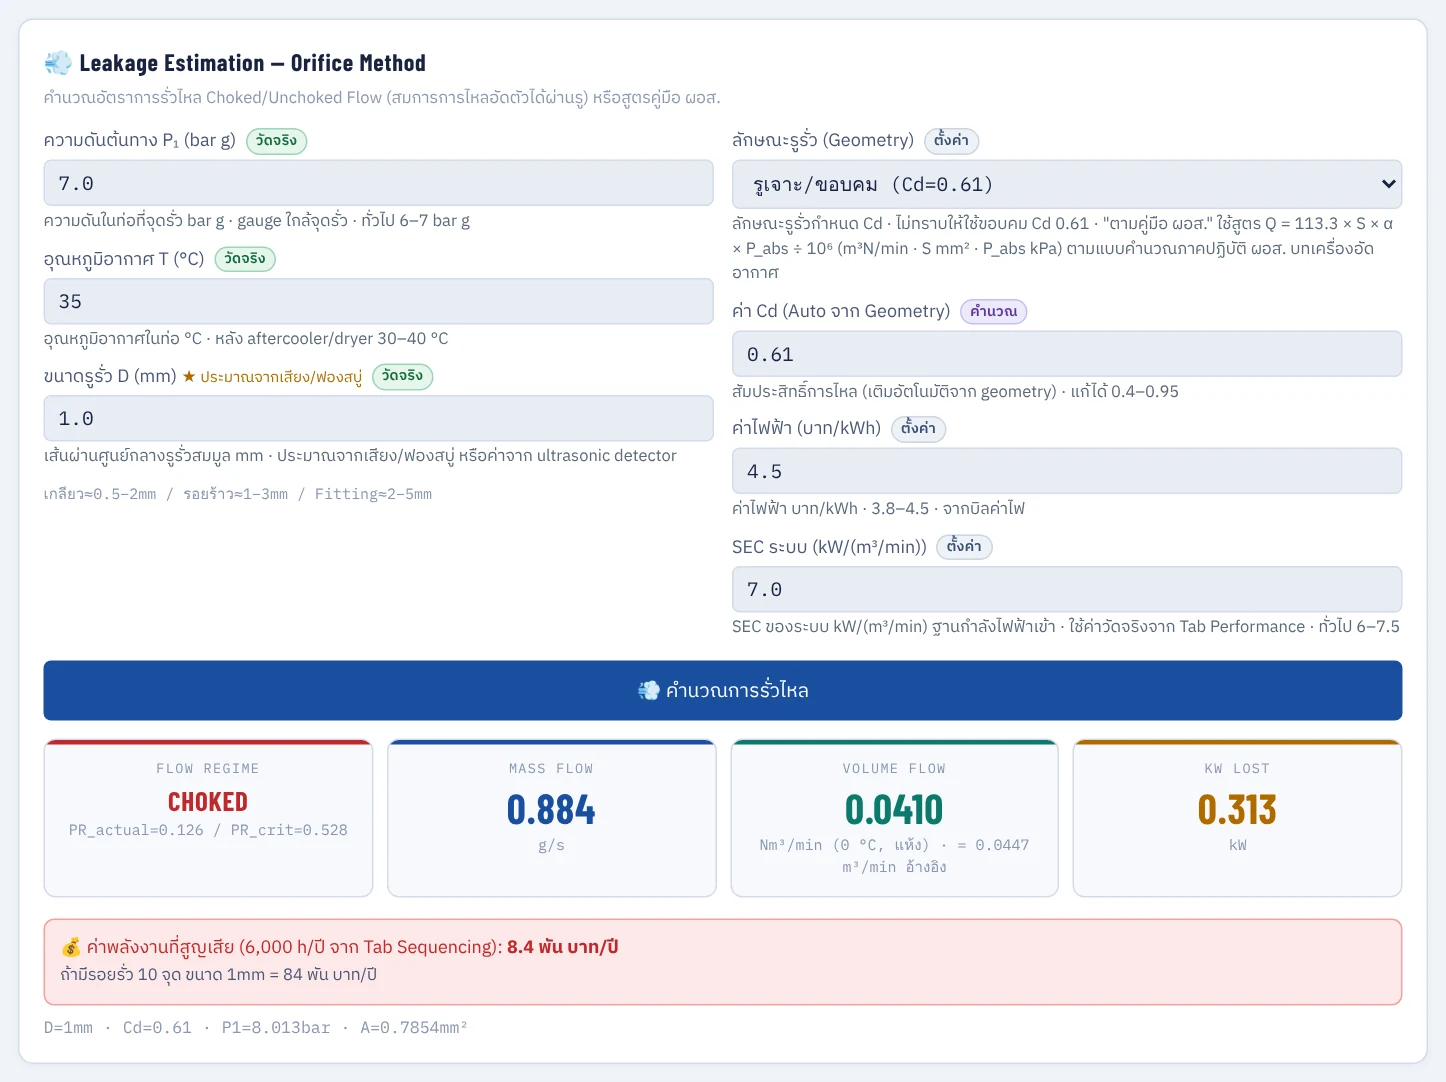 💨 Leakage Estimation — Orifice Method
คำนวณอัตราการรั่วไหล Choked/Unchoked Flow (สมการการไหลอัดตัวได้ผ่านรู) หรือสูตรคู่มือ ผอส.
ความดันต้นทาง P₁ (bar g) วัดจริง
7.0
ความดันในท่อที่จุดรั่ว bar g · gauge ใกล้จุดรั่ว · ทั่วไป 6–7 bar g
อุณหภูมิอากาศ T (°C) วัดจริง
35
อุณหภูมิอากาศในท่อ °C · หลัง aftercooler/dryer 30–40 °C
ขนาดรูรั่ว D (mm) ★ ประมาณจากเสียง/ฟองสบู่ วัดจริง
1.0
เส้นผ่านศูนย์กลางรูรั่วสมมูล mm · ประมาณจากเสียง/ฟองสบู่ หรือค่าจาก ultrasonic detector
เกลียว≈0.5–2mm / รอยร้าว≈1–3mm / Fitting≈2–5mm
ลักษณะรูรั่ว (Geometry) ตั้งค่า
รูเจาะ/ขอบคม (Cd=0.61)
ลักษณะรูรั่วกำหนด Cd · ไม่ทราบให้ใช้ขอบคม Cd 0.61 · "ตามคู่มือ ผอส." ใช้สูตร Q = 113.3 × S × α
× P_abs ÷ 10⁶ (m³N/min · S mm² · P_abs kPa) ตามแบบคำนวณภาคปฏิบัติ ผอส. บทเครื่องอัด
อากาศ
ค่า Cd (Auto จาก Geometry) คำนวณ
0.61
สัมประสิทธิ์การไหล (เติมอัตโนมัติจาก geometry) · แก้ได้ 0.4–0.95
ค่าไฟฟ้า (บาท/kWh) ตั้งค่า
4.5
ค่าไฟฟ้า บาท/kWh · 3.8–4.5 · จากบิลค่าไฟ
SEC ระบบ (kW/(m³/min)) ตั้งค่า
7.0
SEC ของระบบ kW/(m³/min) ฐานกำลังไฟฟ้าเข้า · ใช้ค่าวัดจริงจาก Tab Performance · ทั่วไป 6–7.5
💨 คำนวณการรั่วไหล
FLOW REGIME
CHOKED
PR_actual=0.126 / PR_crit=0.528
MASS FLOW
0.884
g/s
VOLUME FLOW
0.0410
Nm³/min (0 °C, แห้ง) · = 0.0447
m³/min อ้างอิง
KW LOST
0.313
kW
💰 ค่าพลังงานที่สูญเสีย (6,000 h/ปี จาก Tab Sequencing): 8.4 พัน บาท/ปี
ถ้ามีรอยรั่ว 10 จุด ขนาด 1mm = 84 พัน บาท/ปี
D=1mm · Cd=0.61 · P1=8.013bar · A=0.7854mm²